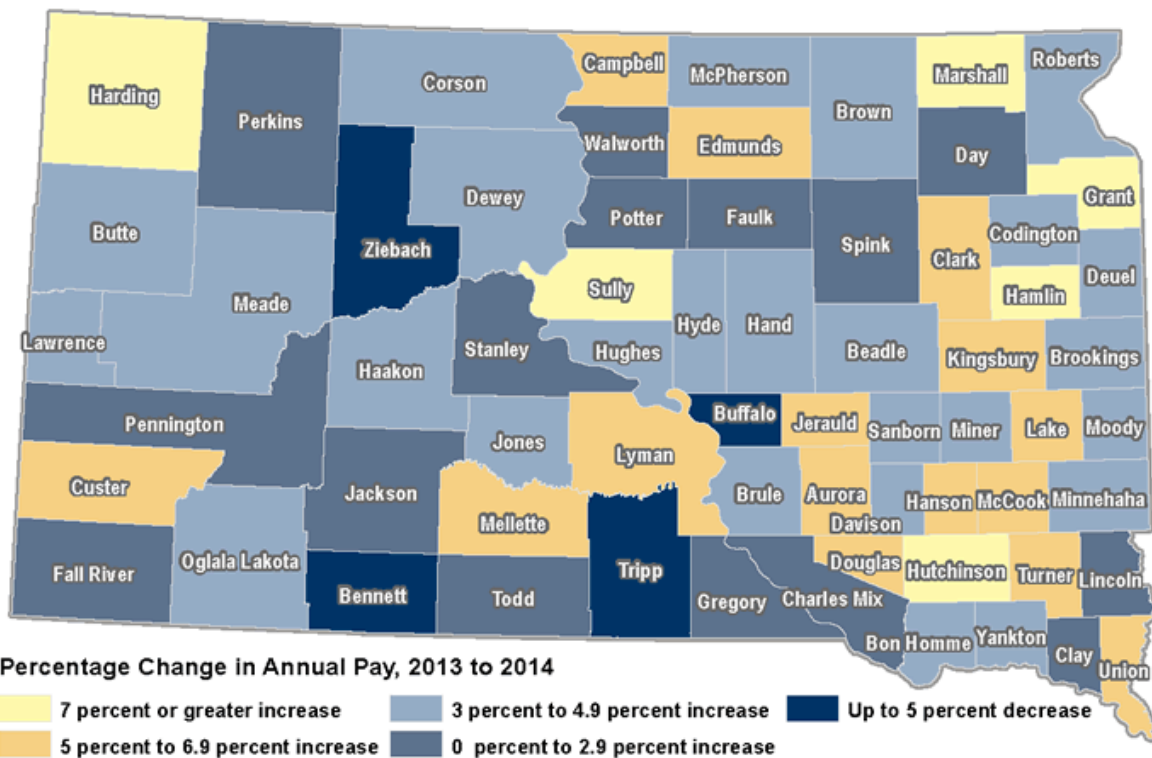 Harding
Perkins
Corson
Campbell
McPherson
Brown
Marshall
Roberts
Walworth
Edmunds
Day
Butte
Dewey
Ziebach
Potter
Faulk
Spink
Grant
Codington
Clark
Deuel
Meade
Sully
Hamlin
Lawrence
Haakon
Stanley
Hughes
Hyde
Hand
Beadle
Kingsbury
Brookings
Pennington
Jones
Lyman
Buffalo
Jerauld
Sanborn
Miner
Lake
Moody
Custer
Jackson
Mellette
Brule
Aurora
Davison
Hanson
McCook
Minnehaha
Fall River
Oglala Lakota
Bennett
Todd
Tripp
Gregory
Charles Mix
Douglas
Hutchinson
Turner
Lincoln
Bon Homme
Yankton
Clay
Union
Percentage Change in Annual Pay, 2013 to 2014
7 percent or greater increase
3 percent to 4.9 percent increase
Up to 5 percent decrease
5 percent to 6.9 percent increase
0 percent to 2.9 percent increase